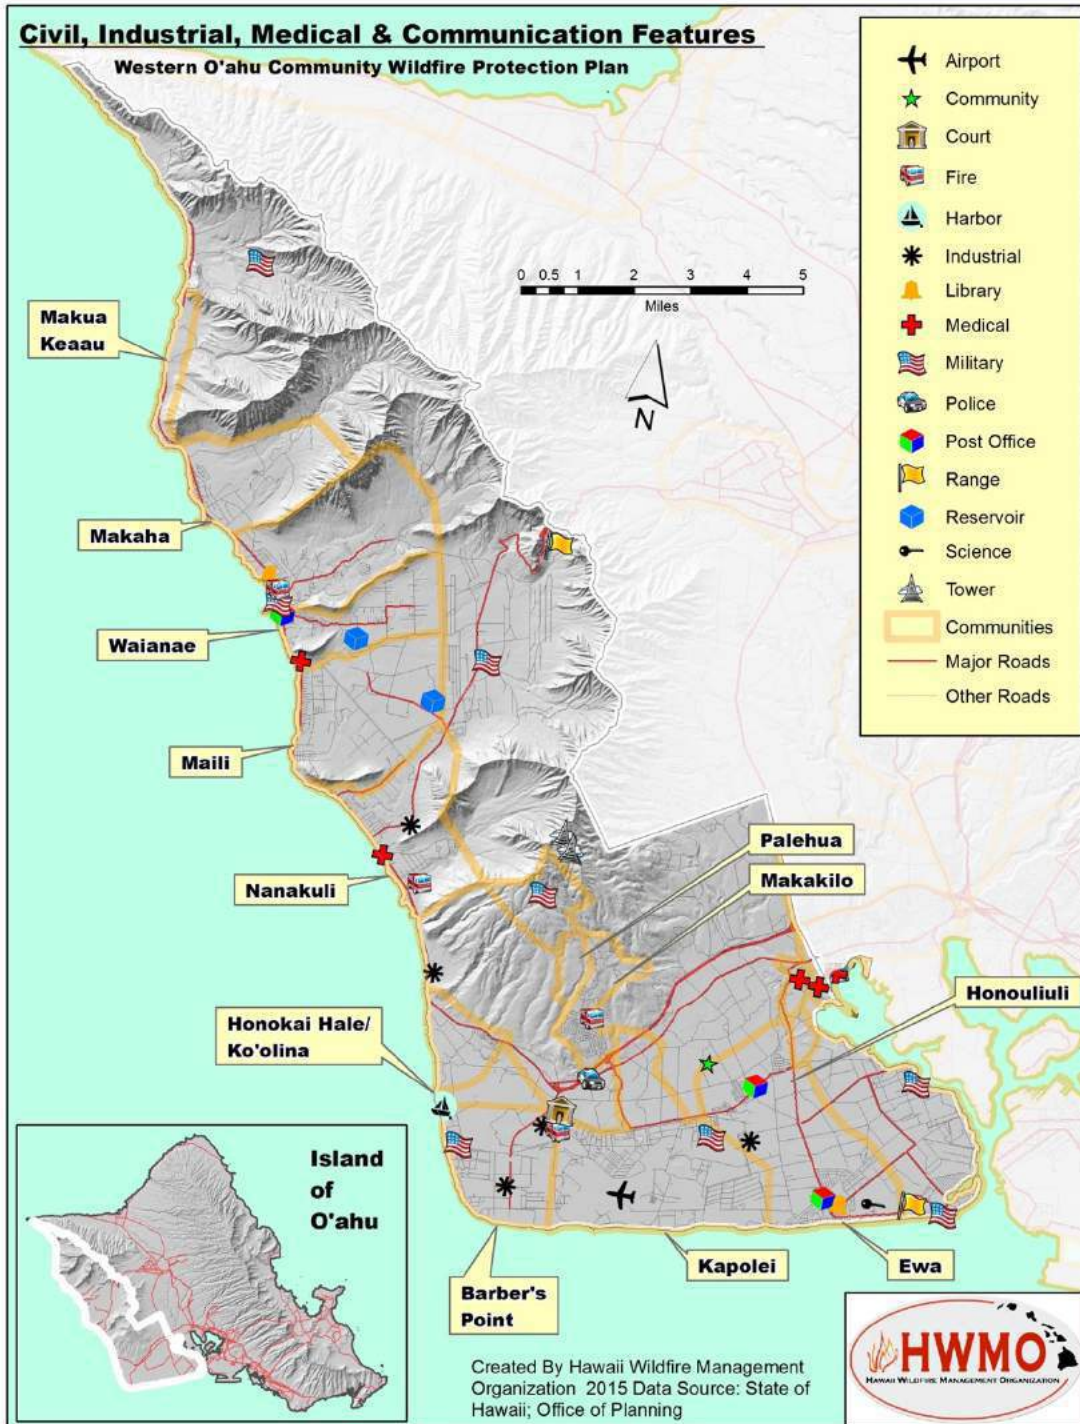 Civil, Industrial, Medical & Communication Features
Western O'ahu Community Wildfire Protection Plan
Airport
Community
Court
Fire
Harbor
Industrial
Library
Medical
Military
Police
Post Office
Range
Reservoir
Science
Tower
Communities
Major Roads
Other Roads
0 0.5 1 2 3 4 5
Miles
N
Makua
Keaau
Makaha
Waianae
Maili
Nanakuli
Palehua
Makakilo
Honouliuli
Honokai Hale/
Ko'olina
Island
of
O'ahu
Barber's
Point
Kapolei
Ewa
Created By Hawaii Wildfire Management
Organization 2015 Data Source: State of
Hawaii; Office of Planning
HWMO
HAWAII WILDFIRE MANAGEMENT ORGANIZATION